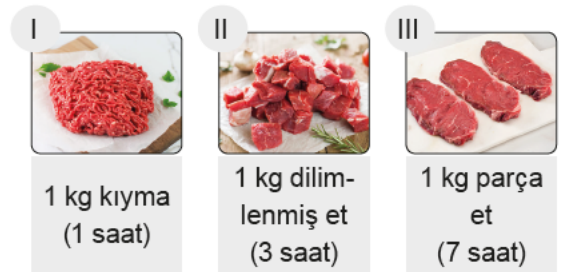 I
II
III
1 kg kıyma
(1 saat)
1 kg dilim-
lenmiş et
(3 saat)
1 kg parça
et
(7 saat)